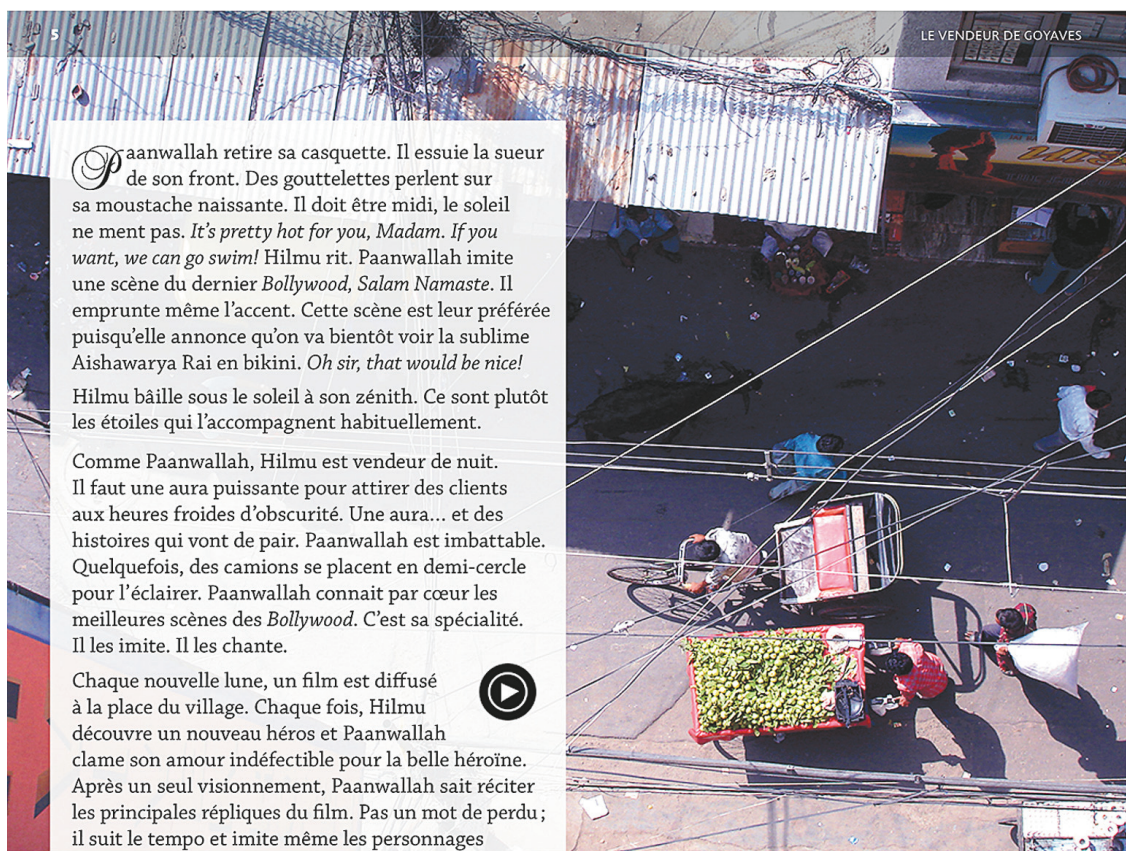 5
LE VENDEUR DE GOYAVES
Paanwallah retire sa casquette. Il essuie la sueur
de son front. Des gouttelettes perlent sur
sa moustache naissante. Il doit être midi, le soleil
ne ment pas. It’s pretty hot for you, Madam. If you
want, we can go swim! Hilmu rit. Paanwallah imite
une scène du dernier Bollywood, Salam Namaste. Il
emprunte même l’accent. Cette scène est leur préférée
puisqu’elle annonce qu’on va bientôt voir la sublime
Aishawarya Rai en bikini. Oh sir, that would be nice!
Hilmu bâille sous le soleil à son zénith. Ce sont plutôt
les étoiles qui l’accompagnent habituellement.
Comme Paanwallah, Hilmu est vendeur de nuit.
Il faut une aura puissante pour attirer des clients
aux heures froides d’obscurité. Une aura… et des
histoires qui vont de pair. Paanwallah est imbattable.
Quelquefois, des camions se placent en demi-cercle
pour l’éclairer. Paanwallah connait par cœur les
meilleures scènes des Bollywood. C’est sa spécialité.
Il les imite. Il les chante.
Chaque nouvelle lune, un film est diffusé
à la place du village. Chaque fois, Hilmu
découvre un nouveau héros et Paanwallah
clame son amour indéfectible pour la belle héroïne.
Après un seul visionnement, Paanwallah sait réciter
les principales répliques du film. Pas un mot de perdu ;
il suit le tempo et imite même les personnages